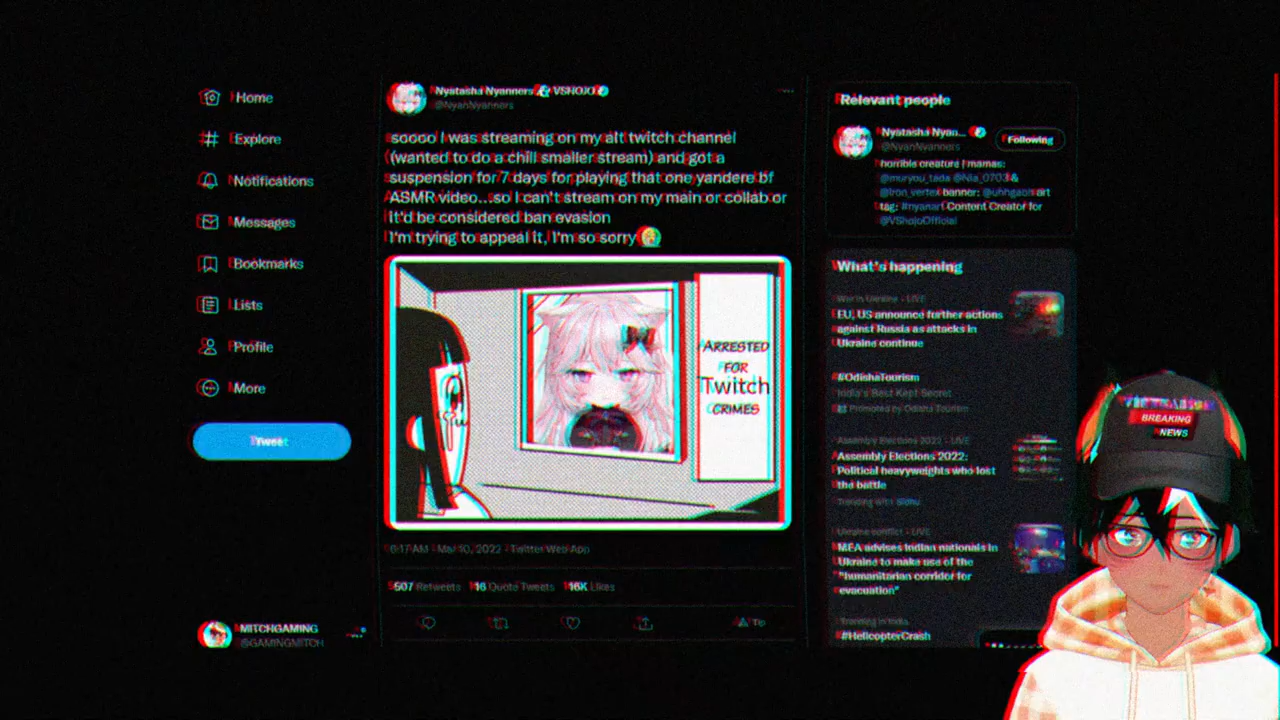 Home
Explore
Notifications
Messages
Bookmarks
Lists
Profile
More
Tweet
MITCHGAMING
@GAMINGMITCH
Nyatasha Nyanners VSHOJO
@NyanNyanners
soooo I was streaming on my alt twitch channel
(wanted to do a chill smaller stream) and got a
suspension for 7 days for playing that one yandere bf
ASMR video...so I can't stream on my main or collab or
it'd be considered ban evasion
I'm trying to appeal it, I'm so sorry
ARRESTED
FOR
Twitch
CRIMES
6:17 AM · Mar 10, 2022 · Twitter Web App
507 Retweets 116 Quote Tweets 16K Likes
Tip
Relevant people
Nyatasha Nyan...
@NyanNyanners
Following
horrible creature | mamas:
@muryou_tada @Nia_0703 &
@iron_vertex banner: @uhhgaoh art
tag: #nyanart Content Creator for
@VShojoOfficial
What's happening
War in Ukraine · LIVE
EU, US announce further actions
against Russia as attacks in
Ukraine continue
#OdishaTourism
India's Best Kept Secret
Promoted by Odisha Tourism
Assembly Elections 2022 · LIVE
Assembly Elections 2022:
Political heavyweights who lost
the battle
Trending with Sidhu
Ukraine conflict · LIVE
MEA advises Indian nationals in
Ukraine to make use of the
"humanitarian corridor for
evacuation"
Trending in India
#HelicopterCrash
BREAKING
NEWS